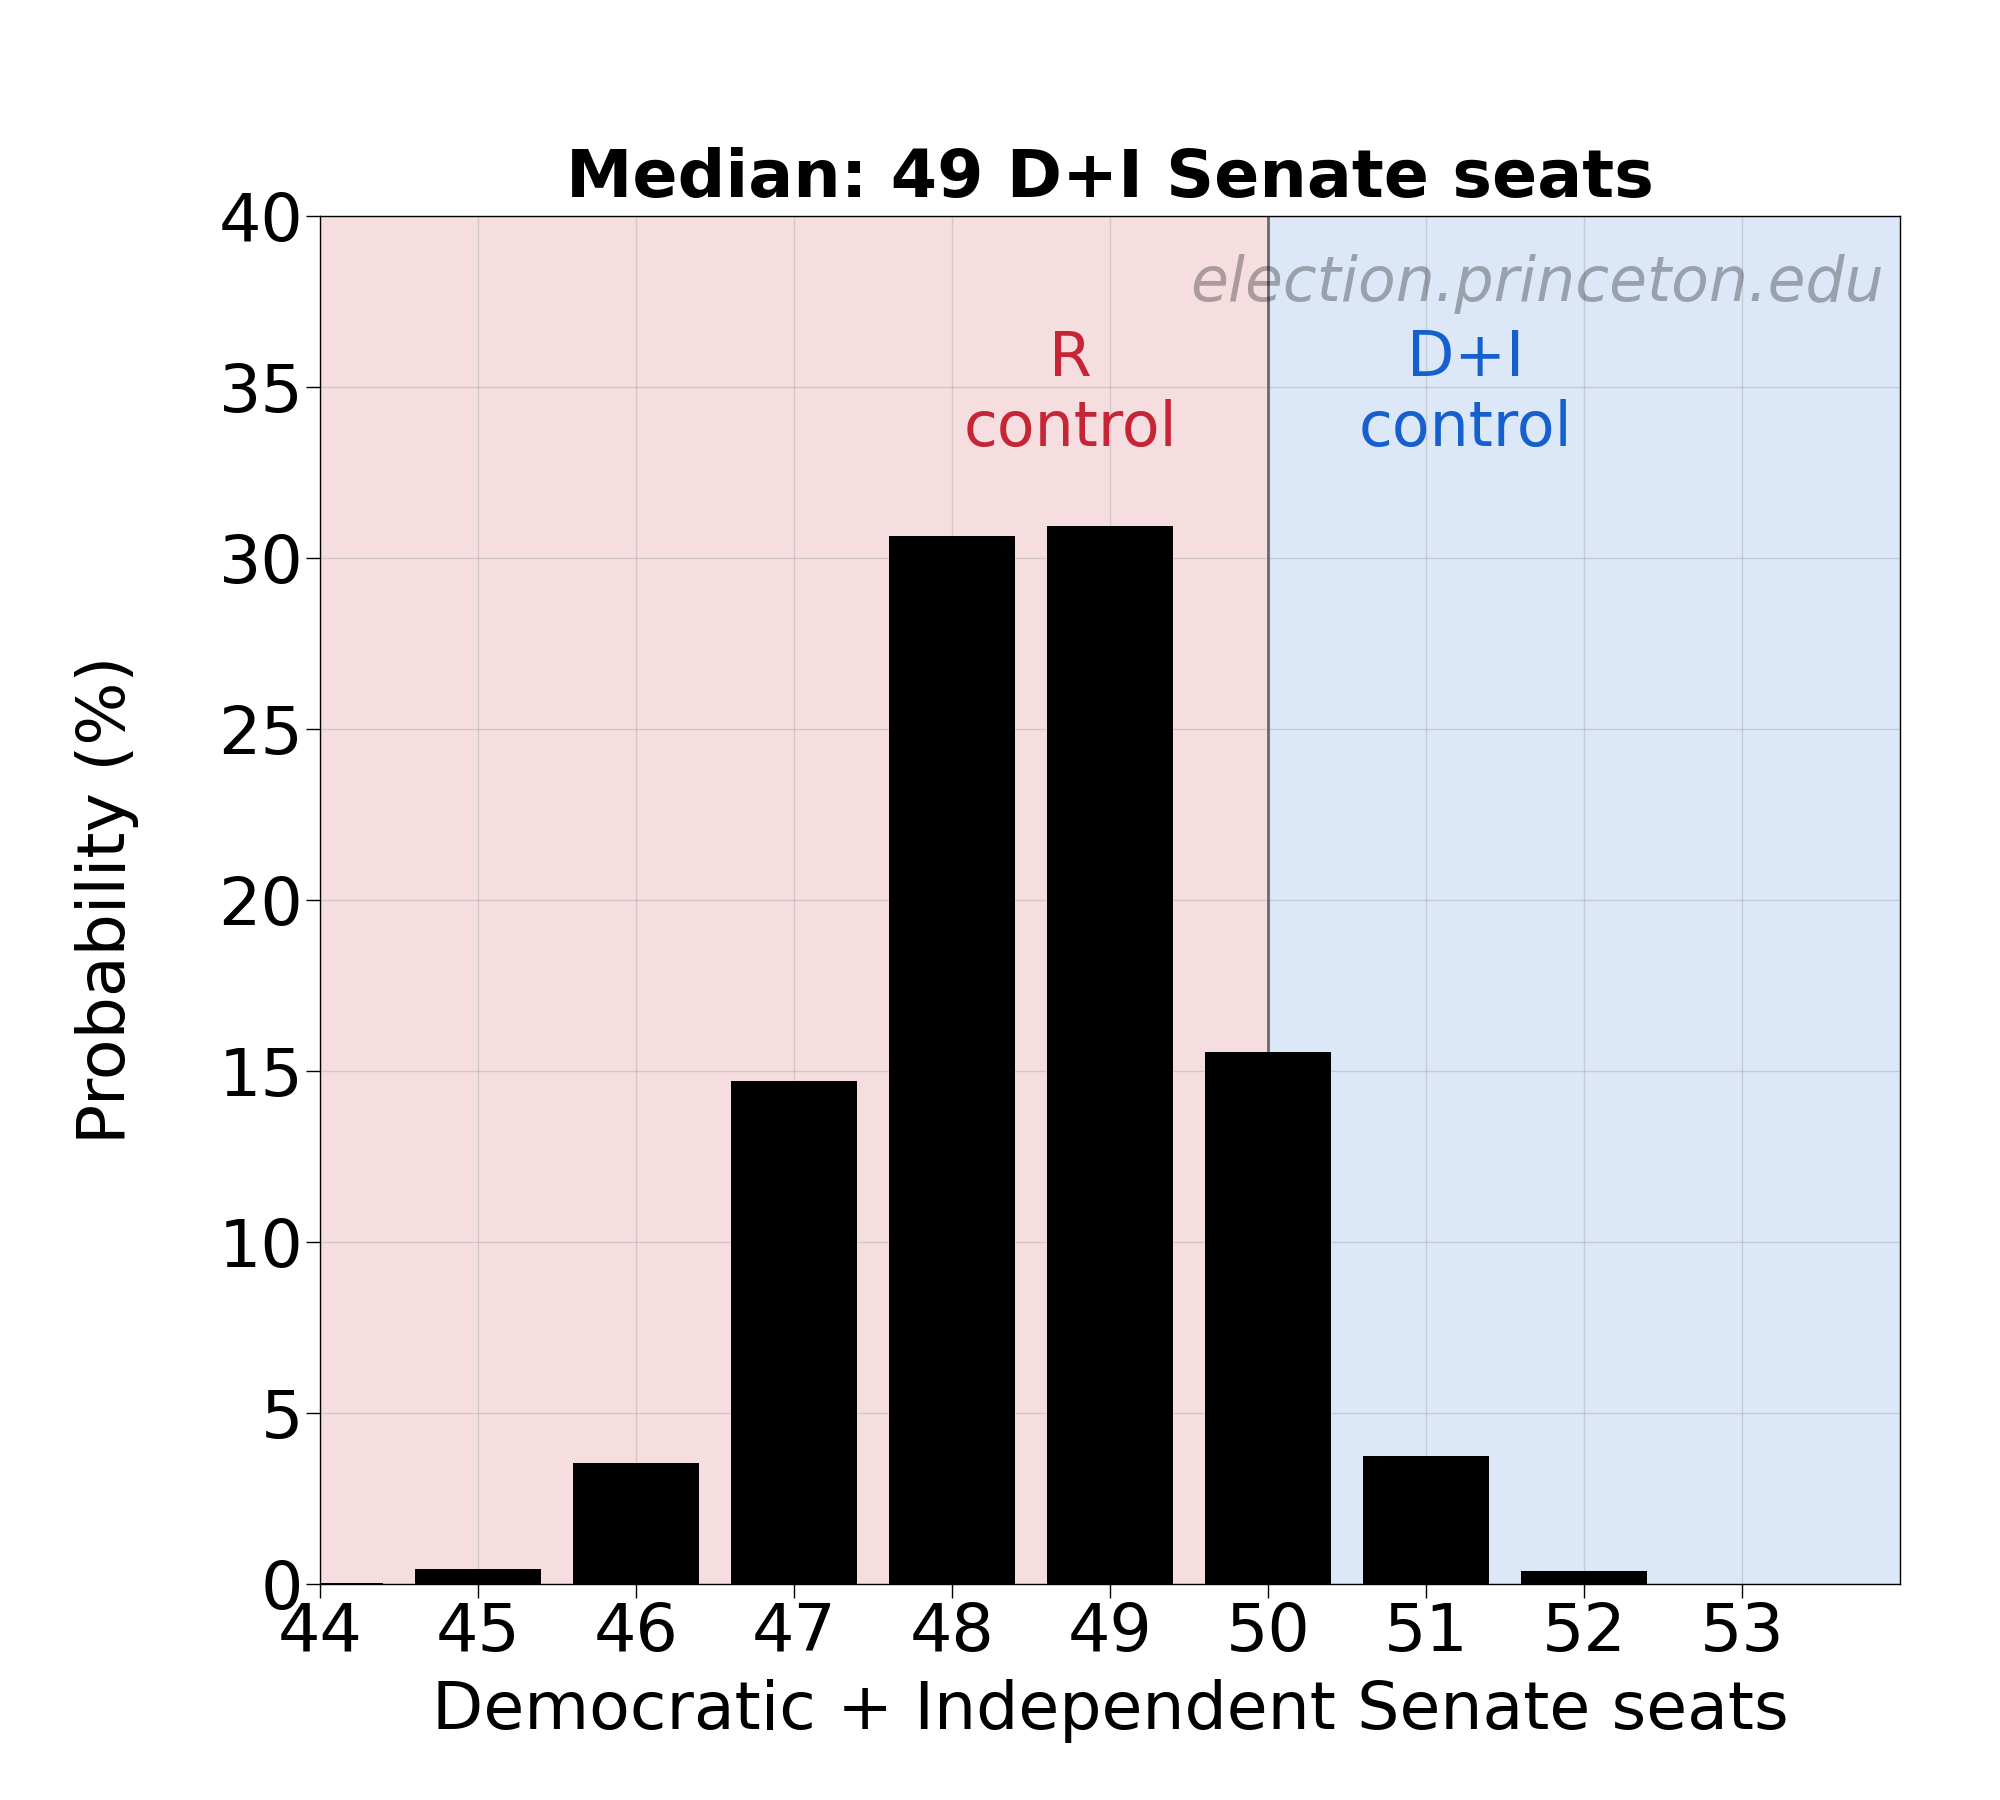 Median: 49 D+I Senate seats
election.princeton.edu
R
control
D+I
control
40
35
30
25
20
15
10
5
0
Probability (%)
44 45 46 47 48 49 50 51 52 53
Democratic + Independent Senate seats